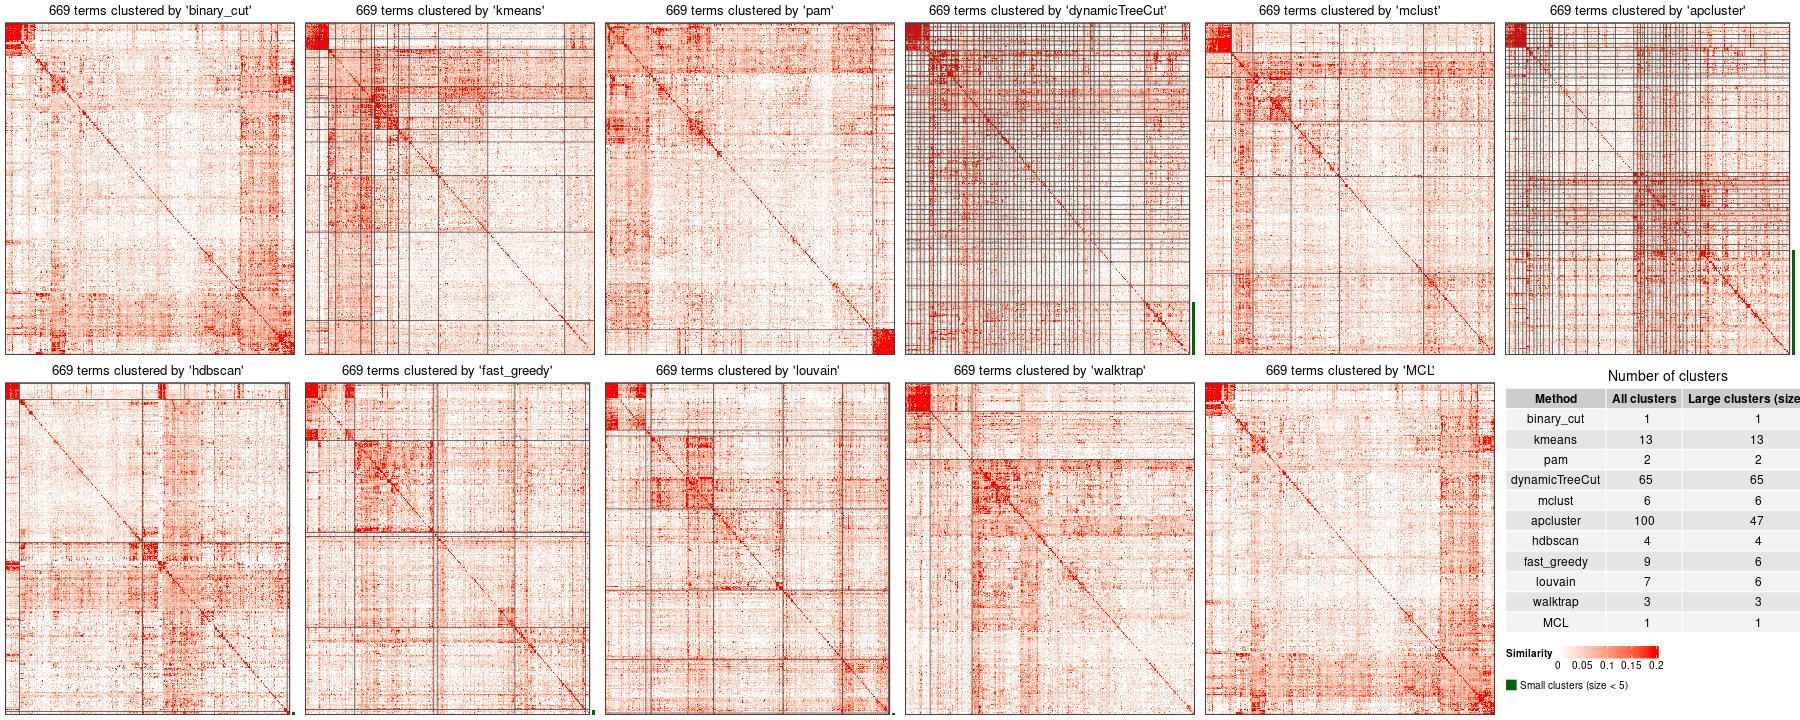 669 terms clustered by 'binary_cut'
669 terms clustered by 'kmeans'
669 terms clustered by 'pam'
669 terms clustered by 'dynamicTreeCut'
669 terms clustered by 'mclust'
669 terms clustered by 'apcluster'
669 terms clustered by 'hdbscan'
669 terms clustered by 'fast_greedy'
669 terms clustered by 'louvain'
669 terms clustered by 'walktrap'
669 terms clustered by 'MCL'
Number of clusters
Method All clusters Large clusters (size
binary_cut 1 1
kmeans 13 13
pam 2 2
dynamicTreeCut 65 65
mclust 6 6
apcluster 100 47
hdbscan 4 4
fast_greedy 9 6
louvain 7 6
walktrap 3 3
MCL 1 1
Similarity
0 0.05 0.1 0.15 0.2
Small clusters (size < 5)